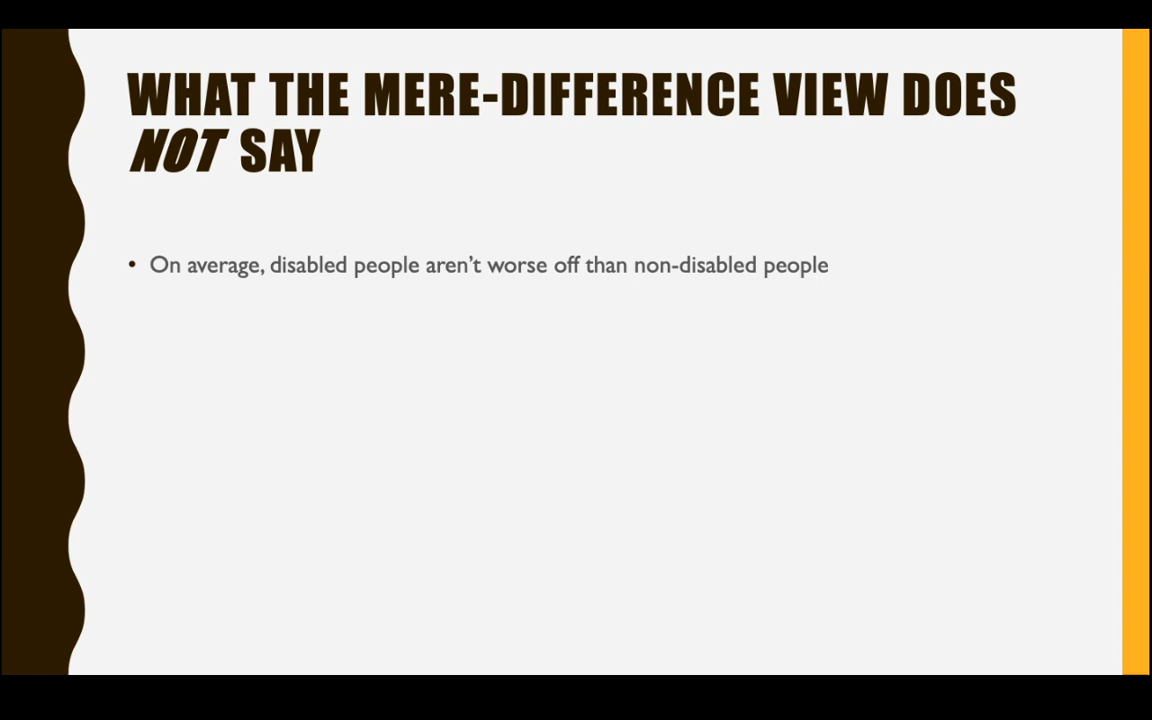 WHAT THE MERE-DIFFERENCE VIEW DOES
NOT SAY
• On average, disabled people aren’t worse off than non-disabled people